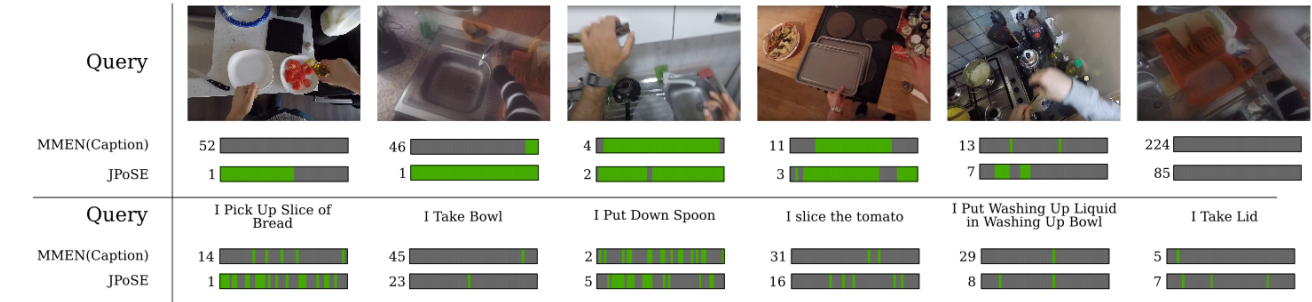 Query
MMEN(Caption) 52 46 4 11 13 224
JPoSE 1 1 2 3 7 85
Query I Pick Up Slice of Bread I Take Bowl I Put Down Spoon I slice the tomato I Put Washing Up Liquid in Washing Up Bowl I Take Lid
MMEN(Caption) 14 45 2 31 29 5
JPoSE 1 23 5 16 8 7